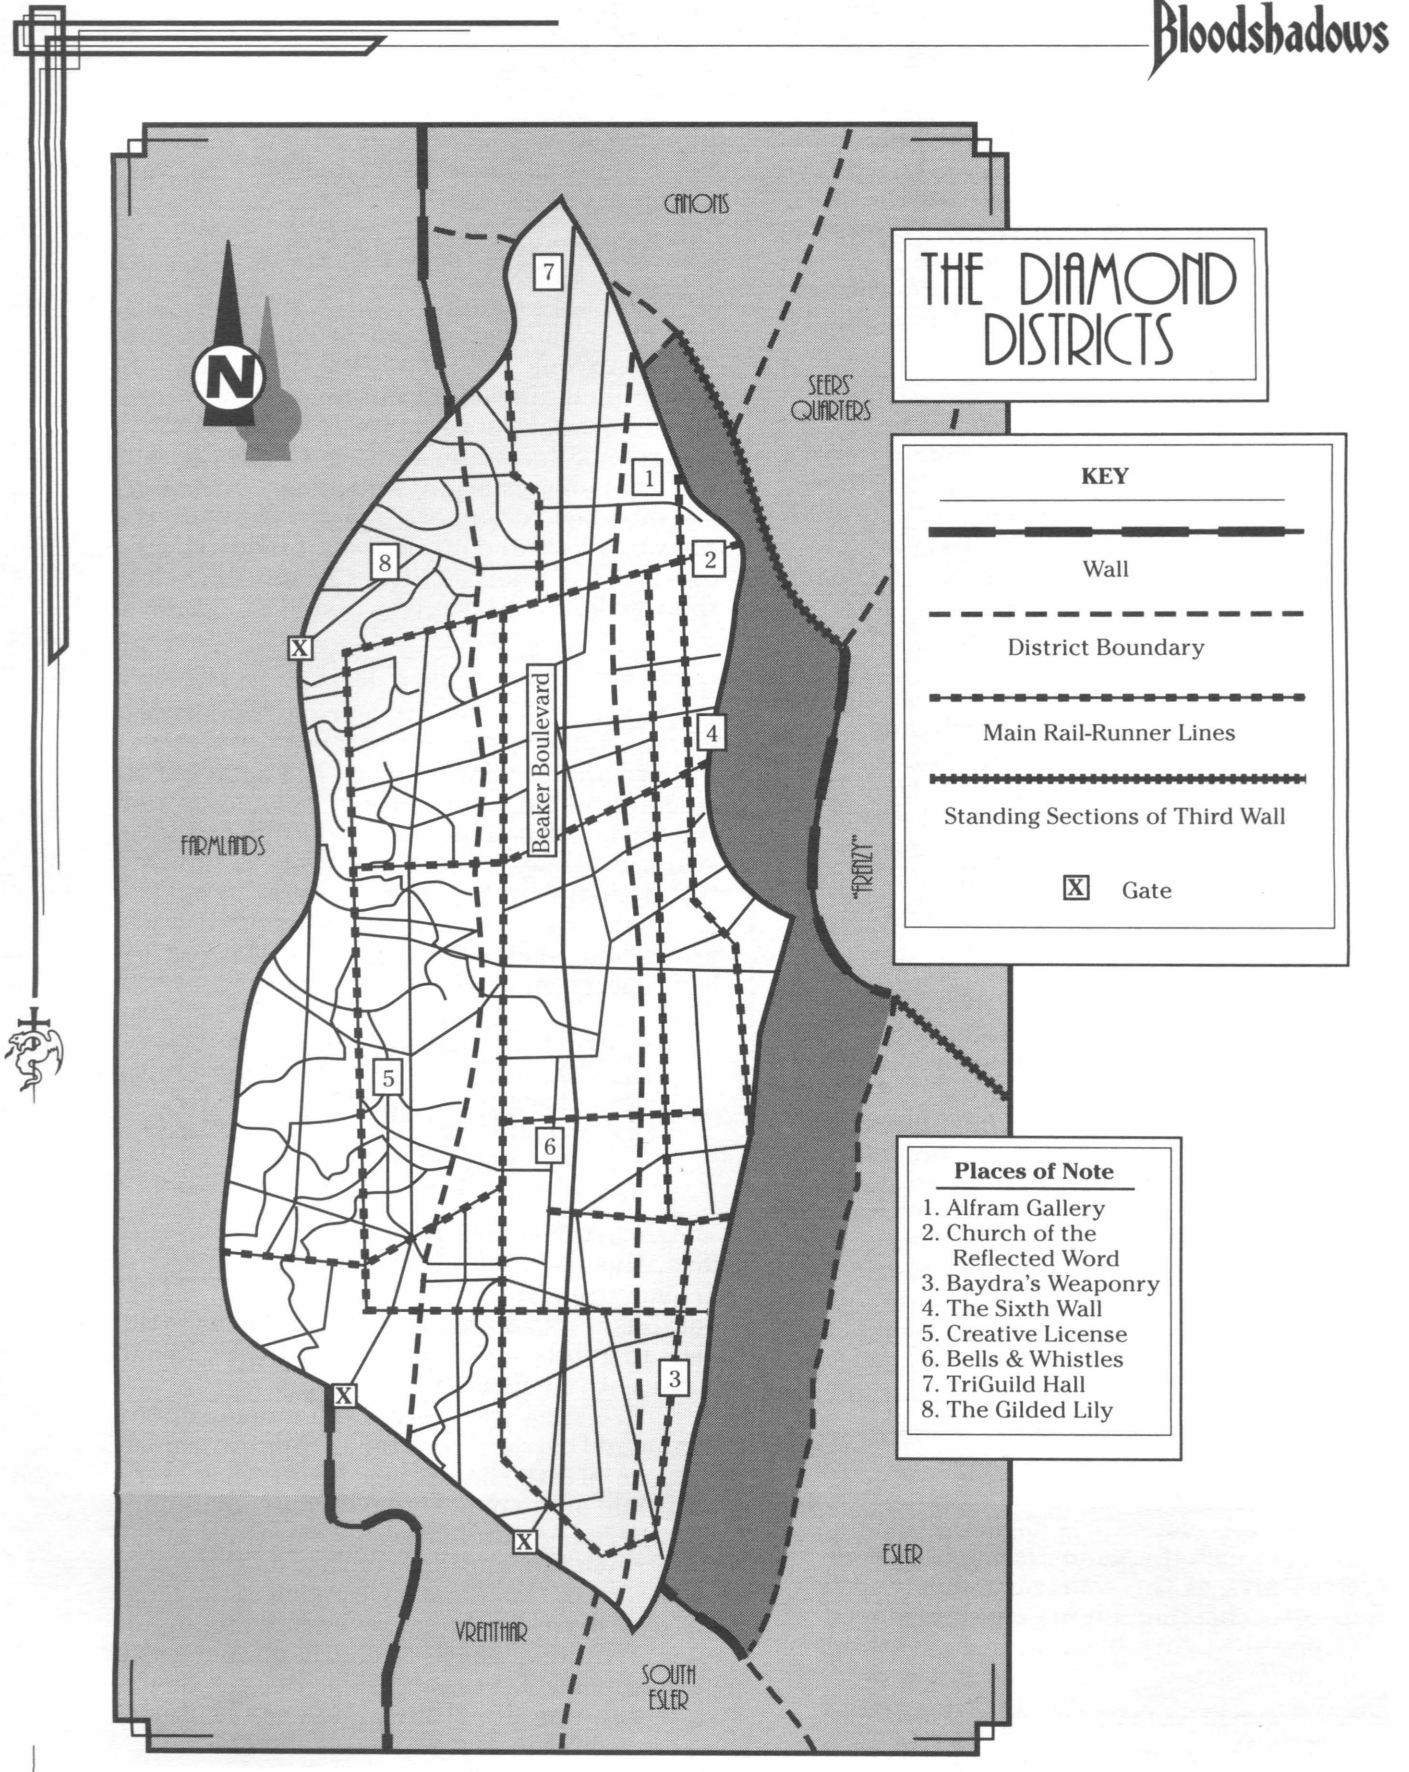 Bloodshadows
THE DIAMOND
DISTRICTS
CANONS
7
N
SEERS'
QUARTERS
KEY
Wall
District Boundary
Main Rail-Runner Lines
Standing Sections of Third Wall
X Gate
1
2
8
X
Beaker Boulevard
4
FARMLANDS
"FRENZY"
5
6
Places of Note
1. Alfram Gallery
2. Church of the
Reflected Word
3. Baydra's Weaponry
4. The Sixth Wall
5. Creative License
6. Bells & Whistles
7. TriGuild Hall
8. The Gilded Lily
3
X
X
ESLER
VRENTHAR
SOUTH
ESLER